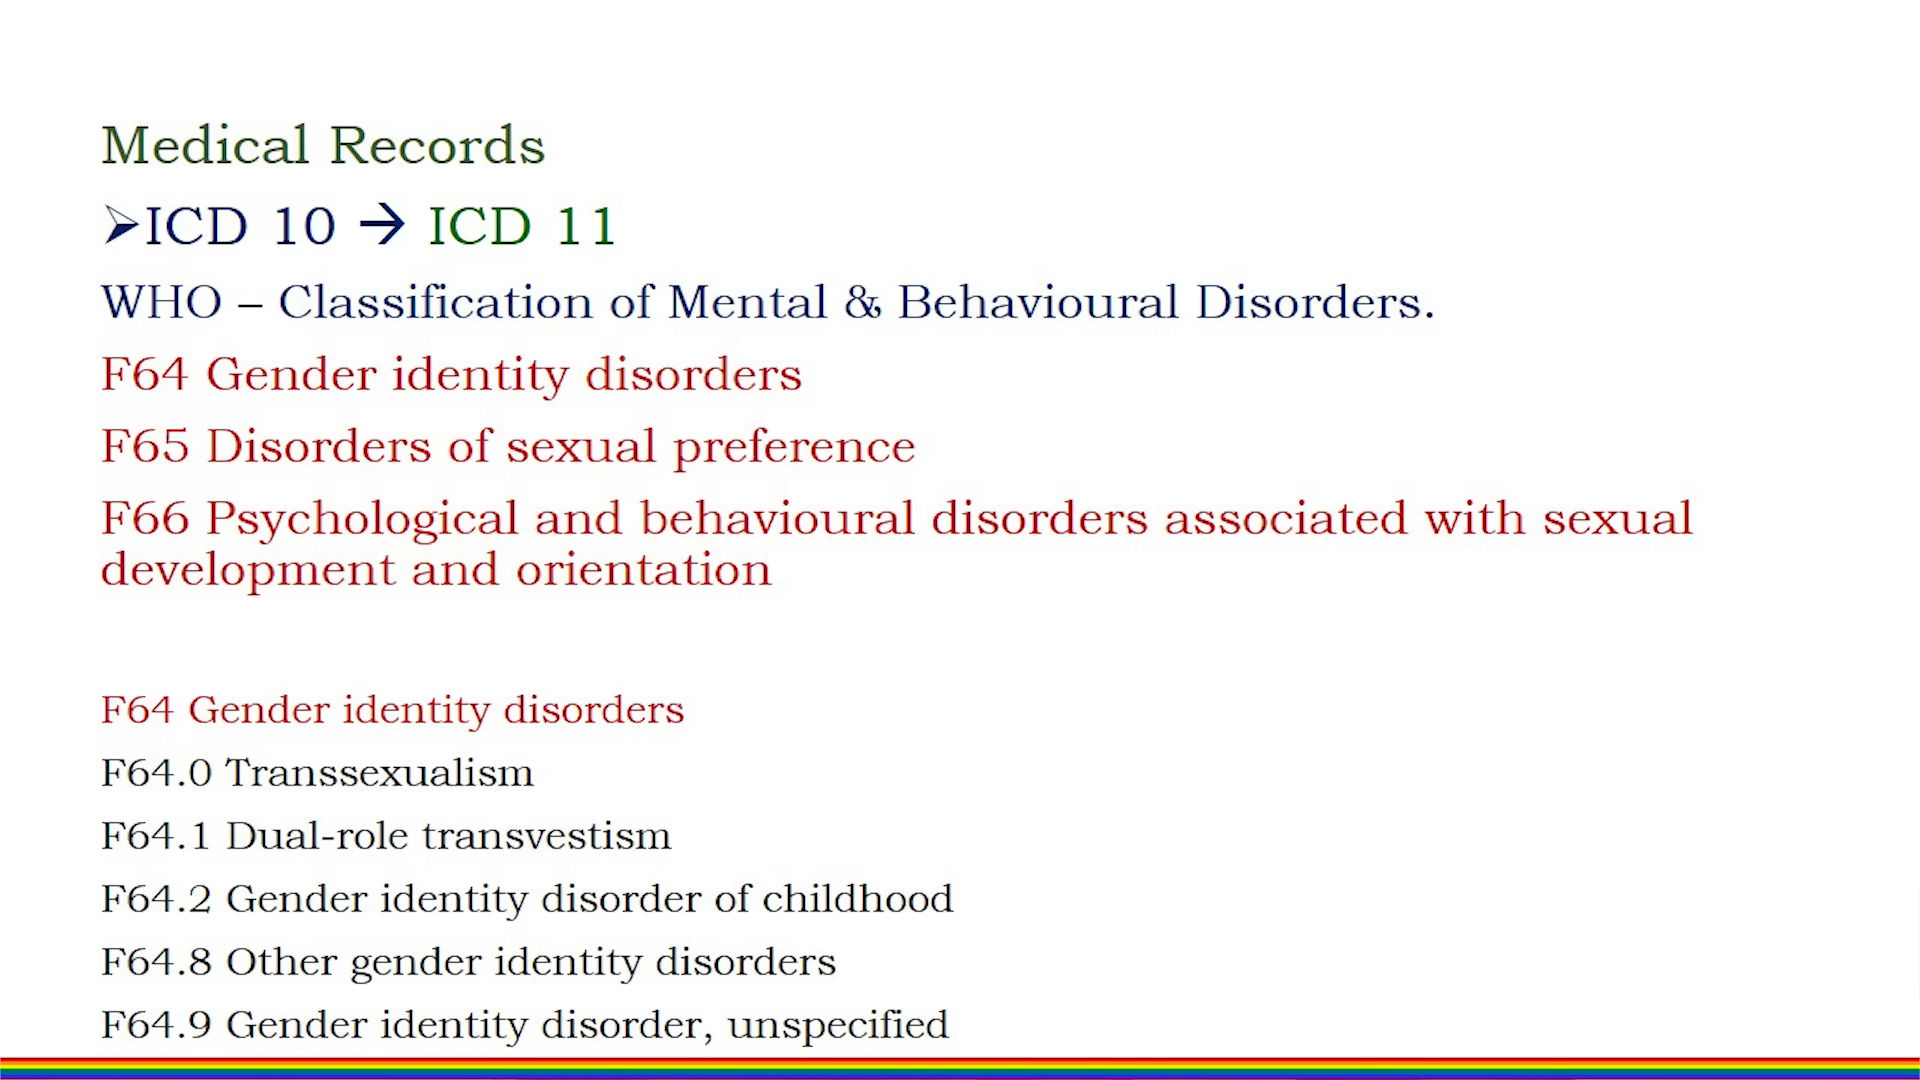 Medical Records
➢ICD 10 → ICD 11
WHO – Classification of Mental & Behavioural Disorders.
F64 Gender identity disorders
F65 Disorders of sexual preference
F66 Psychological and behavioural disorders associated with sexual
development and orientation
F64 Gender identity disorders
F64.0 Transsexualism
F64.1 Dual-role transvestism
F64.2 Gender identity disorder of childhood
F64.8 Other gender identity disorders
F64.9 Gender identity disorder, unspecified